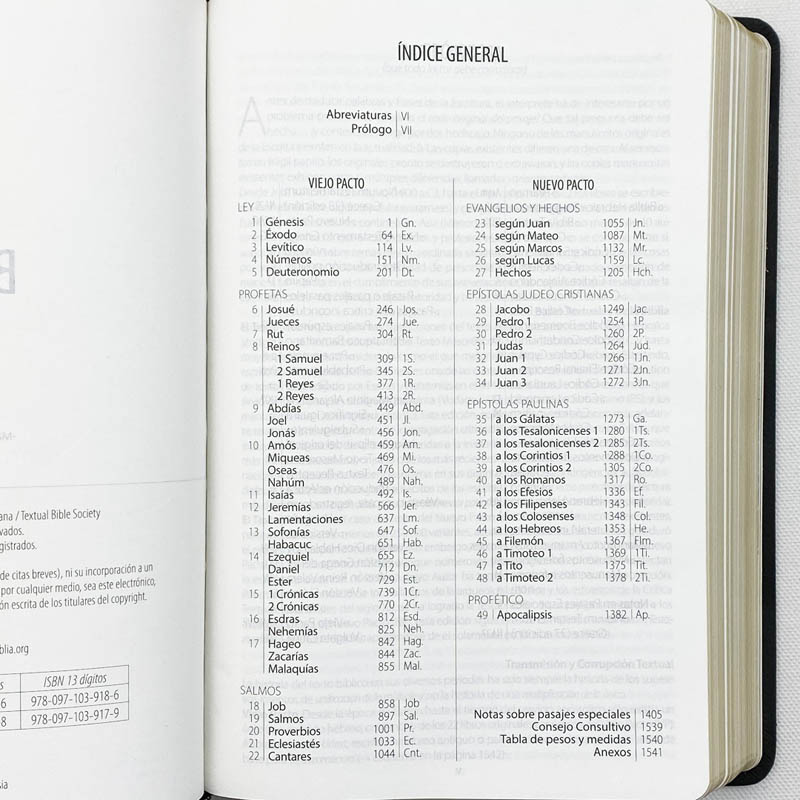 ana / Textual Bible Society
vados.
gistrados.
de citas breves), ni su incorporación a un
por cualquier medio, sea este electrónico,
ón escrita de los titulares del copyright.
blia.org
s ISBN 13 dígitos
6 978-097-103-918-6
8 978-097-103-917-9
sia
ÍNDICE GENERAL
Abreviaturas VI
Prólogo VII
VIEJO PACTO
LEY
1 Génesis 1 Gn.
2 Éxodo 64 Ex.
3 Levítico 114 Lv.
4 Números 151 Nm.
5 Deuteronomio 201 Dt.
PROFETAS
6 Josué 246 Jos.
Jueces 274 Jue.
7 Rut 304 Rt.
8 Reinos
1 Samuel 309 1S.
2 Samuel 345 2S.
1 Reyes 377 1R.
2 Reyes 413 2R.
9 Abdías 449 Abd.
Joel 451 Jl.
Jonás 456 Jon.
10 Amós 459 Am.
Miqueas 469 Mi.
Oseas 476 Os.
Nahúm 489 Nah.
11 Isaías 492 Is.
12 Jeremías 566 Jer.
Lamentaciones 637 Lm.
13 Sofonías 647 Sof.
Habacuc 651 Hab.
14 Ezequiel 655 Ez.
Daniel 712 Dn.
Ester 729 Est.
15 1 Crónicas 739 1Cr.
2 Crónicas 770 2Cr.
16 Esdras 812 Esd.
Nehemías 825 Neh.
17 Hageo 842 Hag.
Zacarías 844 Zac.
Malaquías 855 Mal.
SALMOS
18 Job 858 Job
19 Salmos 897 Sal.
20 Proverbios 1001 Pr.
21 Eclesiastés 1033 Ec.
22 Cantares 1044 Cnt.
NUEVO PACTO
EVANGELIOS Y HECHOS
23 según Juan 1055 Jn.
24 según Mateo 1087 Mt.
25 según Marcos 1132 Mr.
26 según Lucas 1159 Lc.
27 Hechos 1205 Hch.
EPÍSTOLAS JUDEO CRISTIANAS
28 Jacobo 1249 Jac.
29 Pedro 1 1254 1P.
30 Pedro 2 1260 2P.
31 Judas 1264 Jud.
32 Juan 1 1266 1Jn.
33 Juan 2 1271 2Jn.
34 Juan 3 1272 3Jn.
EPÍSTOLAS PAULINAS
35 a los Gálatas 1273 Ga.
36 a los Tesalonicenses 1 1280 1Ts.
37 a los Tesalonicenses 2 1285 2Ts.
38 a los Corintios 1 1288 1Co.
39 a los Corintios 2 1305 2Co.
40 a los Romanos 1317 Ro.
41 a los Efesios 1336 Ef.
42 a los Filipenses 1343 Fil.
43 a los Colosenses 1348 Col.
44 a los Hebreos 1353 He.
45 a Filemón 1367 Flm.
46 a Timoteo 1 1369 1Ti.
47 a Tito 1375 Tit.
48 a Timoteo 2 1378 2Ti.
PROFÉTICO
49 Apocalipsis 1382 Ap.
Notas sobre pasajes especiales 1405
Consejo Consultivo 1539
Tabla de pesos y medidas 1540
Anexos 1541